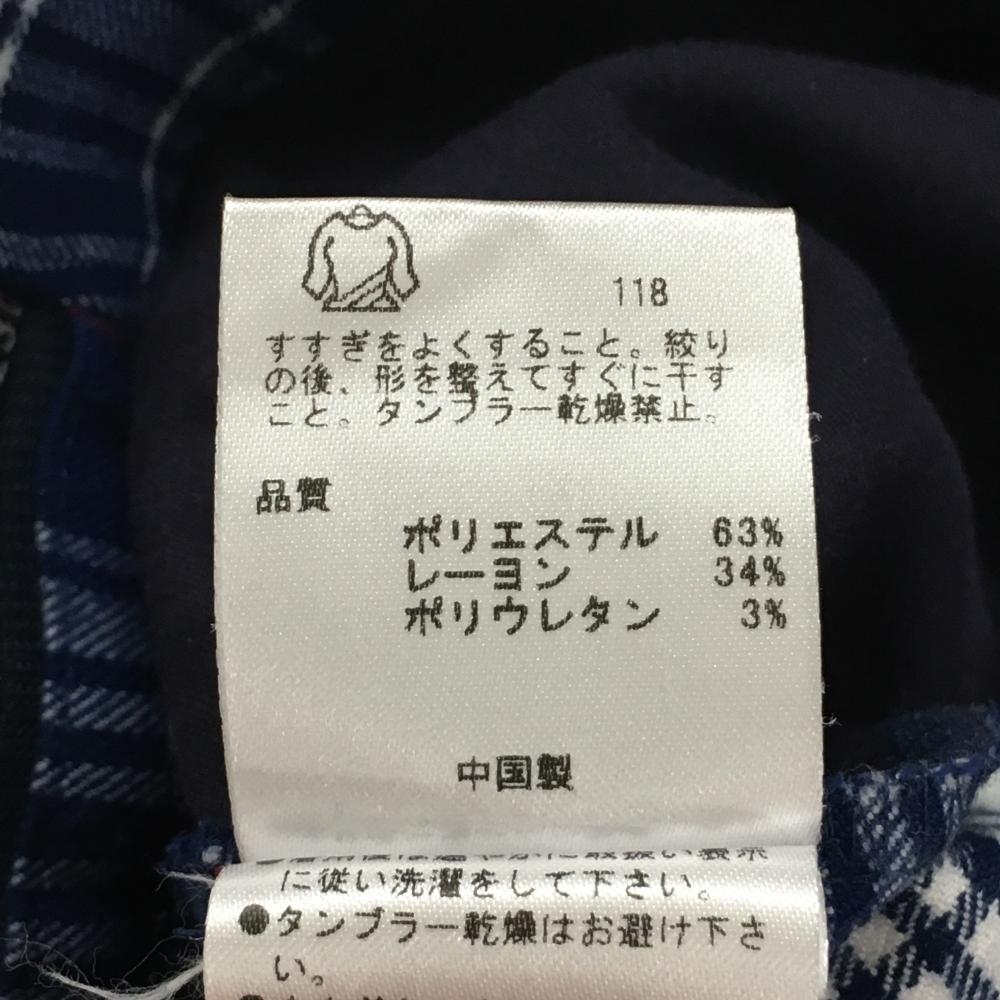 118
すすぎをよくすること。絞り
の後、形を整えてすぐに干す
こと。タンブラー乾燥禁止。
品質
ポリエステル 63%
レーヨン 34%
ポリウレタン 3%
中国製
に従い洗濯をして下さい。
●タンブラー乾燥はお避け下さ
い。